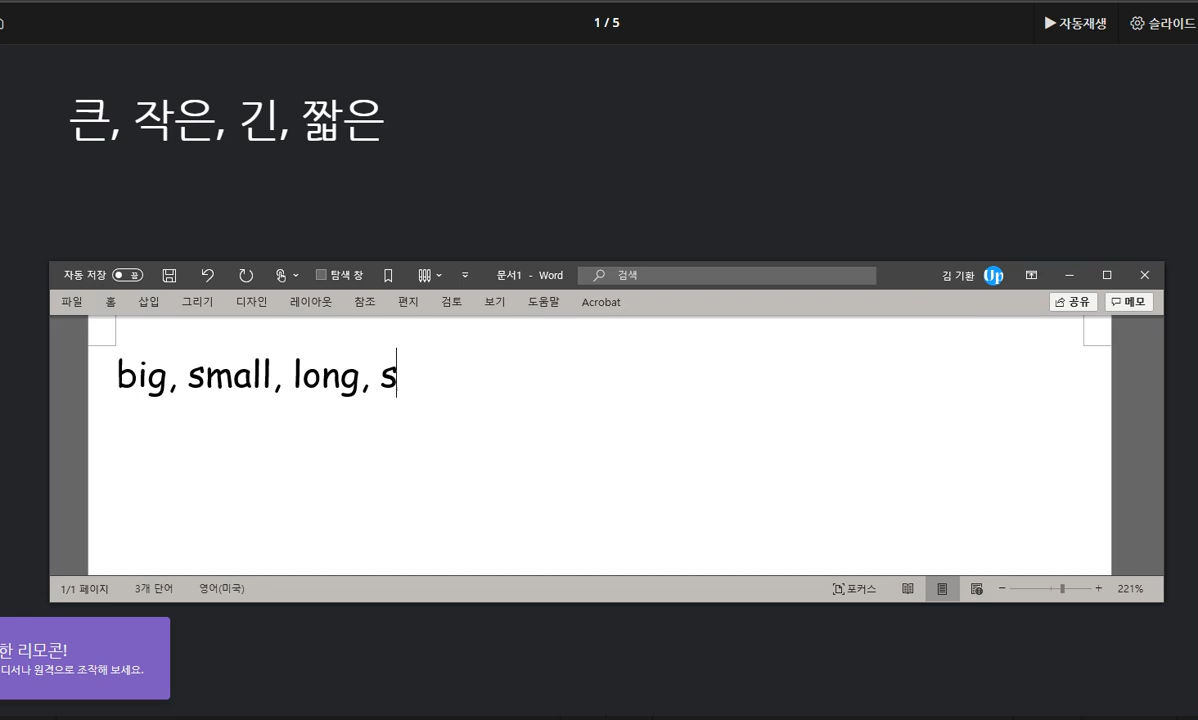 1 / 5
자동재생
슬라이드
큰, 작은, 긴, 짧은
자동 저장 끔 탐색 창 문서1 - Word 검색 김 기환 Up
파일 홈 삽입 그리기 디자인 레이아웃 참조 편지 검토 보기 도움말 Acrobat 공유 메모
big, small, long, s
1/1 페이지 3개 단어 영어(미국) 포커스 221%
한 리모콘!
디서나 원격으로 조작해 보세요.